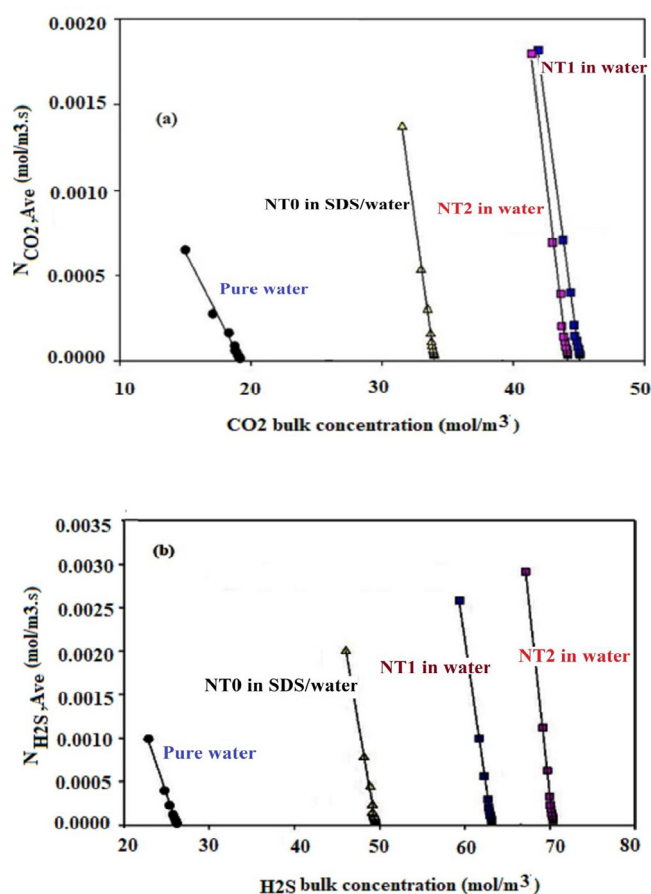 0.0020
0.0015
0.0010
0.0005
0.0000
N CO2,Ave (mol/m3.s)
(a)
NT1 in water
NT0 in SDS/water
NT2 in water
Pure water
10 20 30 40 50
CO2 bulk concentration (mol/m3)
0.0035
0.0030
0.0025
0.0020
0.0015
0.0010
0.0005
0.0000
N H2S,Ave (mol/m3.s)
(b)
NT2 in water
NT1 in water
NT0 in SDS/water
Pure water
20 30 40 50 60 70 80
H2S bulk concentration (mol/m3)